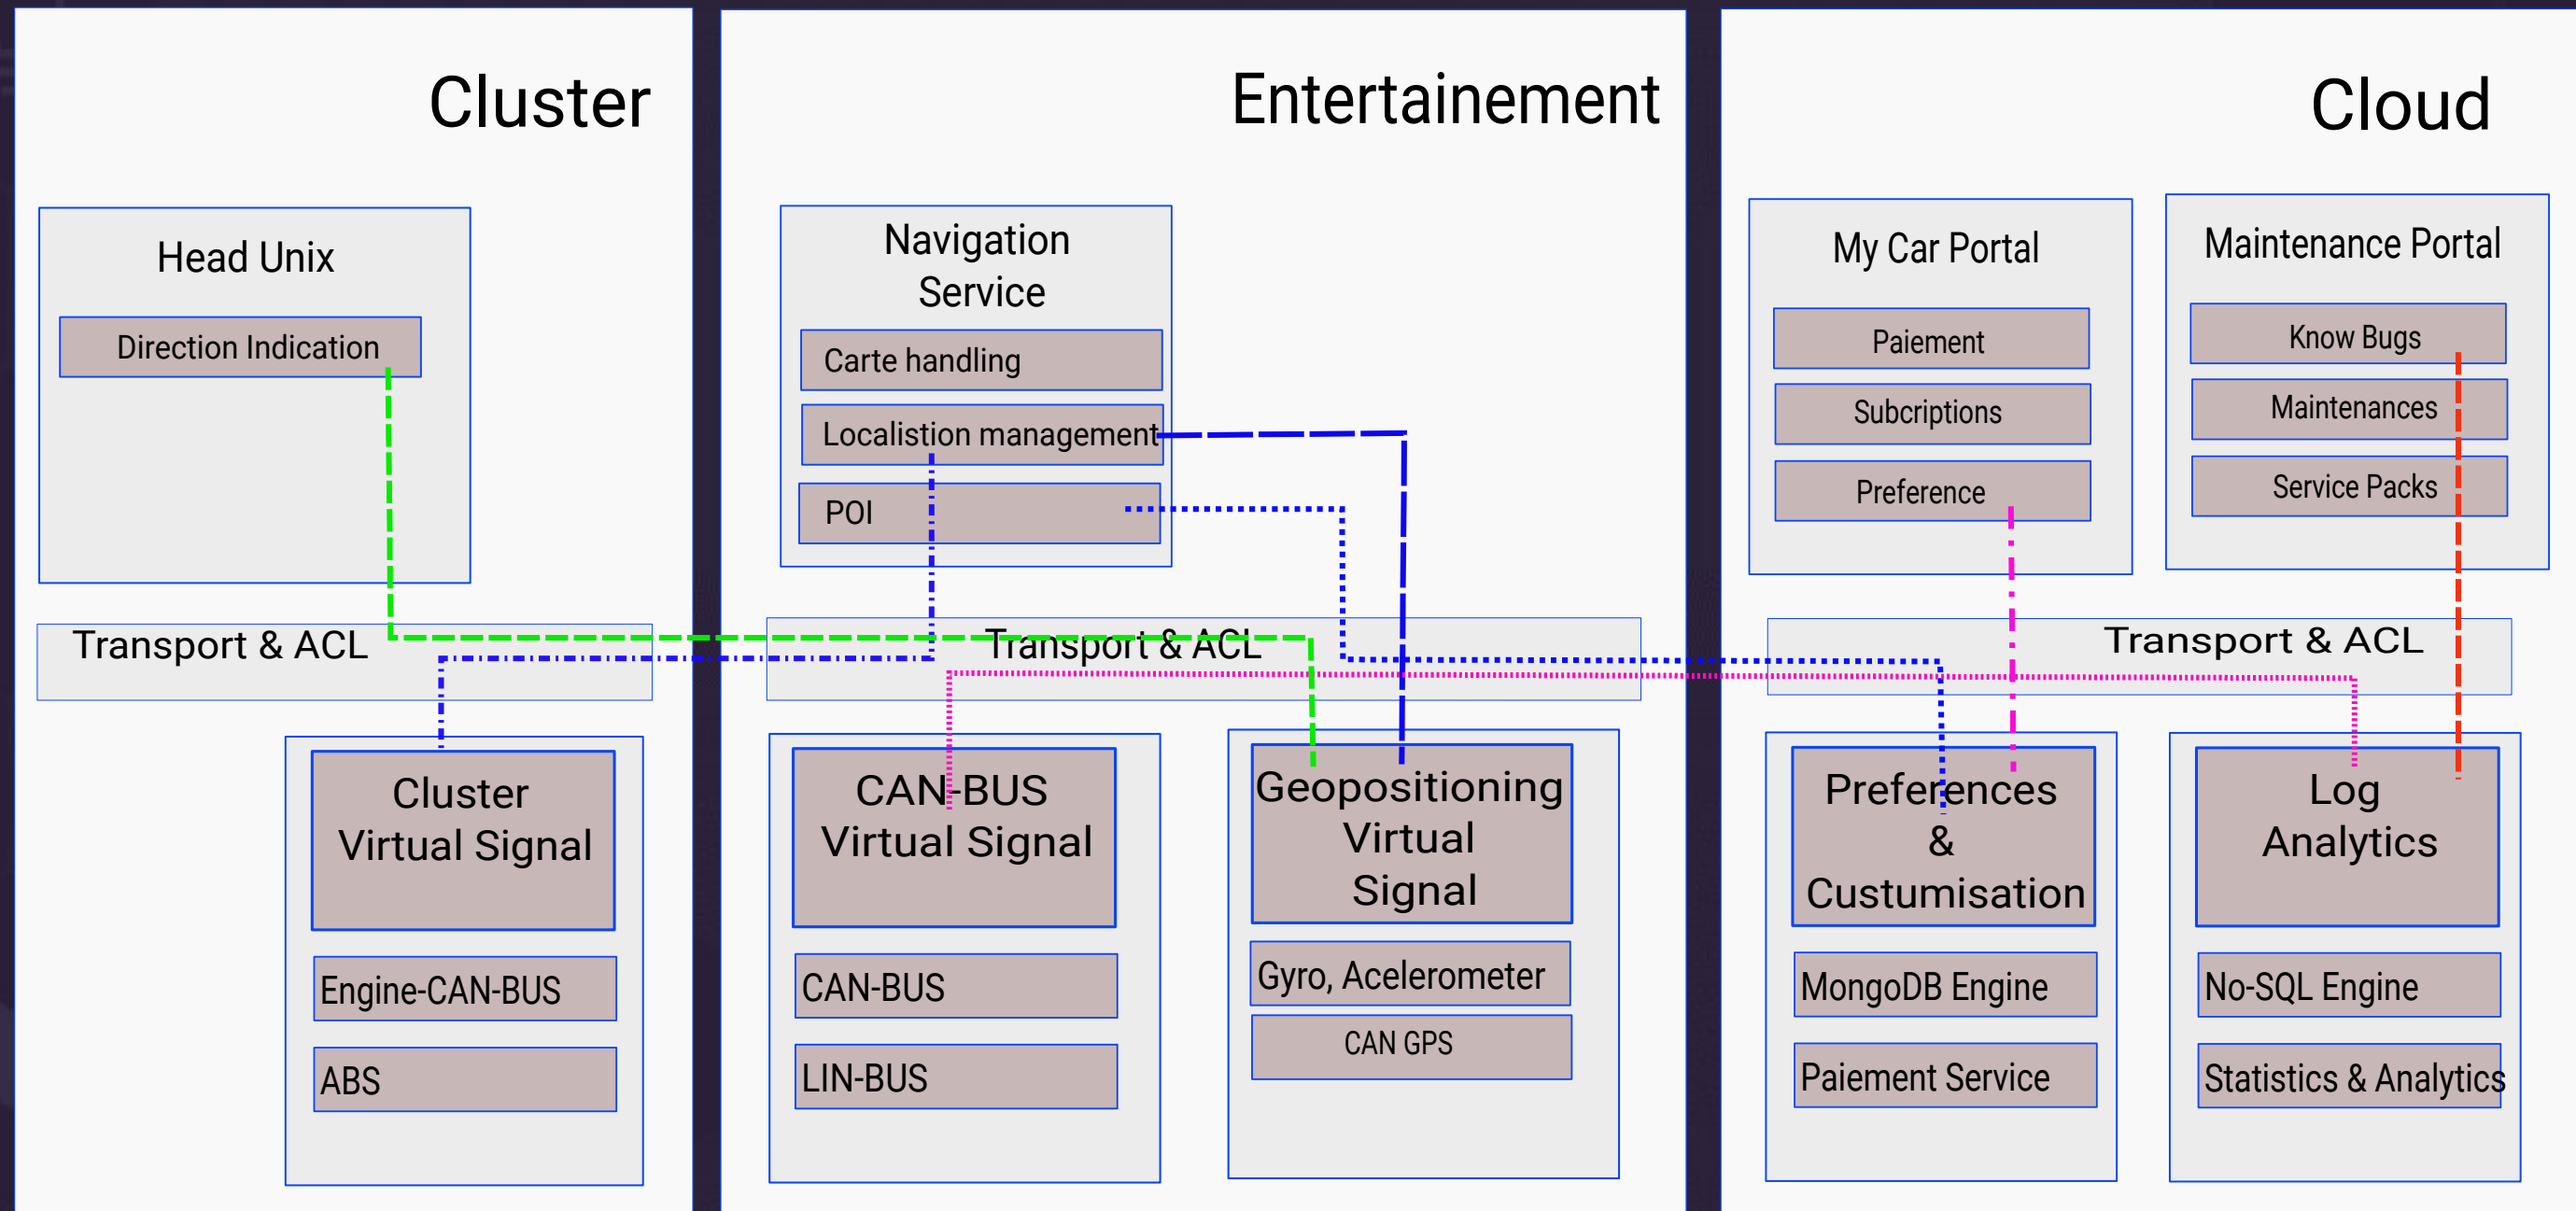 Cluster
Head Unix
Direction Indication
Transport & ACL
Cluster
Virtual Signal
Engine-CAN-BUS
ABS
Entertainement
Navigation
Service
Carte handling
Localistion management
POI
Transport & ACL
CAN-BUS
Virtual Signal
CAN-BUS
LIN-BUS
Geopositioning
Virtual
Signal
Gyro, Acelerometer
CAN GPS
Cloud
My Car Portal
Paiement
Subcriptions
Preference
Maintenance Portal
Know Bugs
Maintenances
Service Packs
Transport & ACL
Preferences
&
Custumisation
MongoDB Engine
Paiement Service
Log
Analytics
No-SQL Engine
Statistics & Analytics